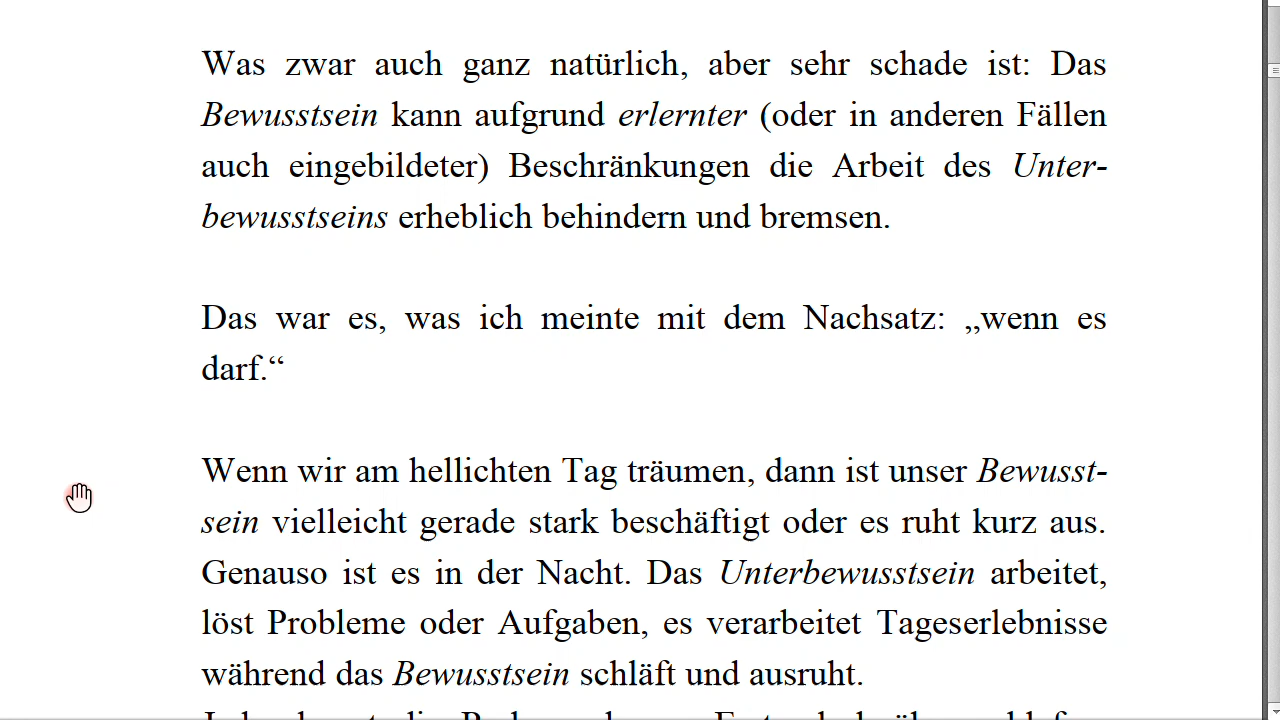 Was zwar auch ganz natürlich, aber sehr schade ist: Das
Bewusstsein kann aufgrund erlernter (oder in anderen Fällen
auch eingebildeter) Beschränkungen die Arbeit des Unter-
bewusstseins erheblich behindern und bremsen.
Das war es, was ich meinte mit dem Nachsatz: „wenn es
darf.“
Wenn wir am hellichten Tag träumen, dann ist unser Bewusst-
sein vielleicht gerade stark beschäftigt oder es ruht kurz aus.
Genauso ist es in der Nacht. Das Unterbewusstsein arbeitet,
löst Probleme oder Aufgaben, es verarbeitet Tageserlebnisse
während das Bewusstsein schläft und ausruht.